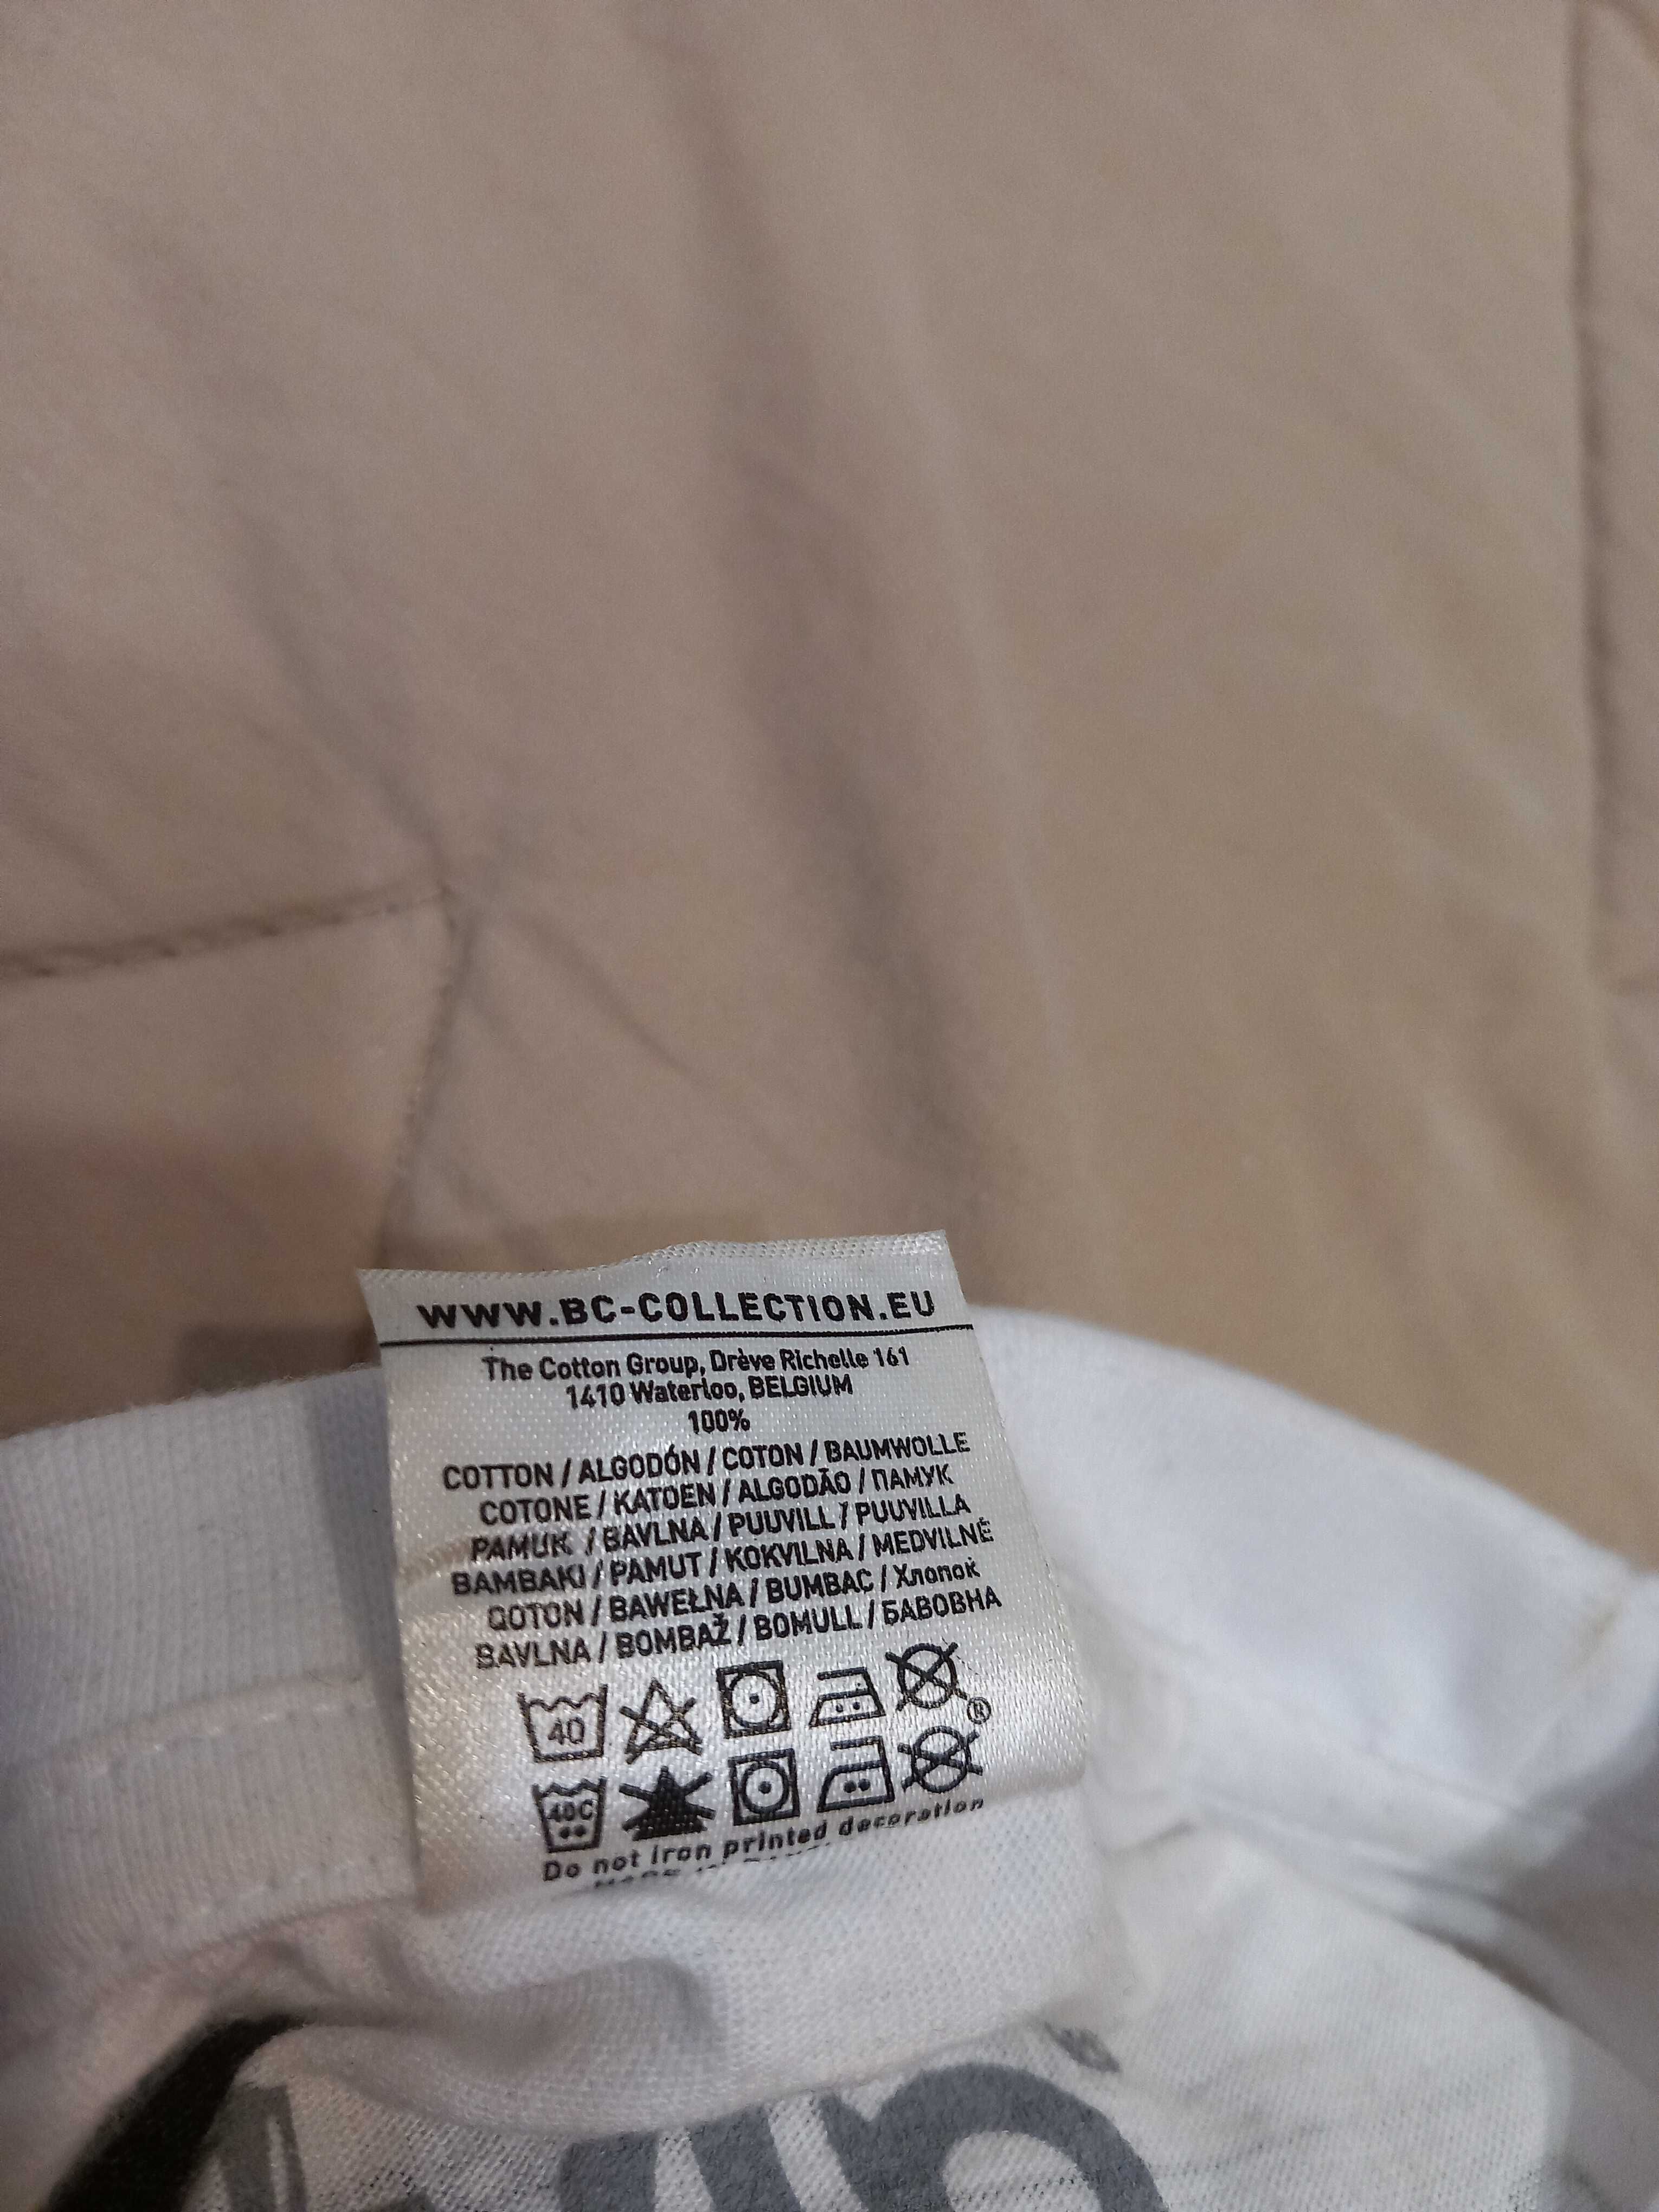 WWW.BC-COLLECTION.EU
The Cotton Group, Drève Richelle 161
1410 Waterloo, BELGIUM
100%
COTTON / ALGODÓN / COTON / BAUMWOLLE
COTONE / KATOEN / ALGODÃO / ПАМУК
PAMUK / BAVLNA / PUUVILL / PUUVILLA
BAMBAKI / PAMUT / KOKVILNA / MEDVILNĖ
QOTON / BAWEŁNA / BUMBAC / Хлопок
BAVLNA / BOMBAŽ / BOMULL / БАВОВНА
40
®
40C
Do not iron printed decoration